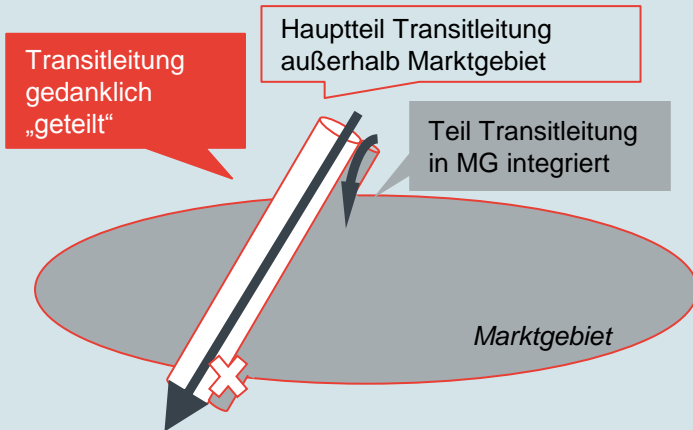 Hauptteil Transitleitung
außerhalb Marktgebiet
Transitleitung
gedanklich
„geteilt“
Teil Transitleitung
in MG integriert
Marktgebiet